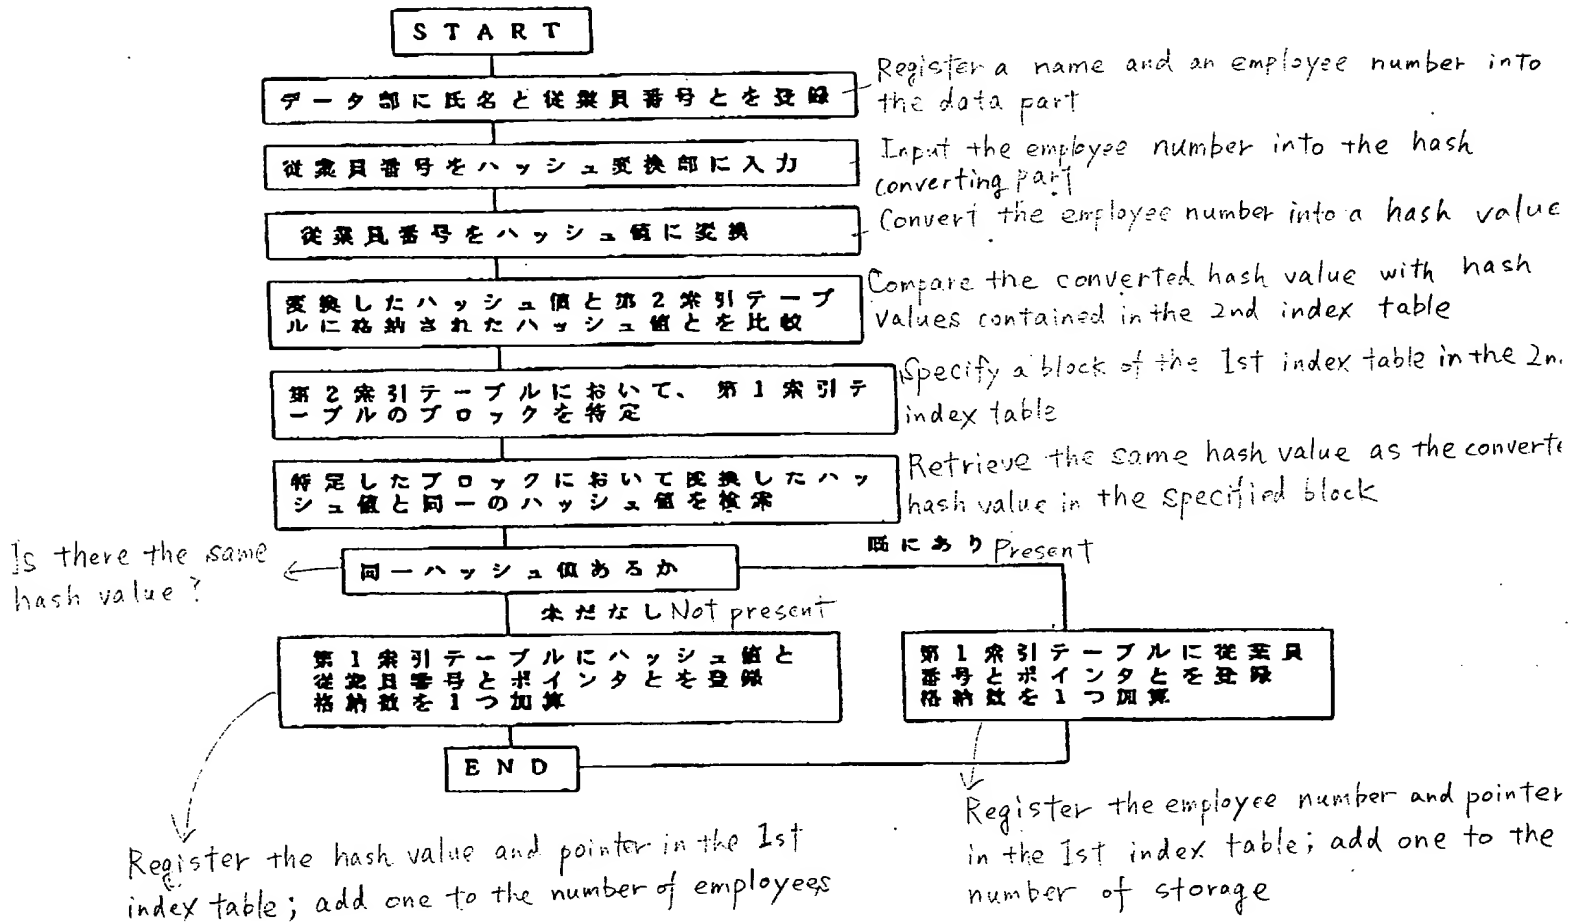 START
データ部に氏名と従業員番号とを登録
Register a name and an employee number into
the data part
従業員番号をハッシュ変換部に入力
Input the employee number into the hash
converting part
従業員番号をハッシュ値に変換
Convert the employee number into a hash value
変換したハッシュ値と第2索引テーブ
ルに格納されたハッシュ値とを比較
Compare the converted hash value with hash
values contained in the 2nd index table
第2索引テーブルにおいて、第1索引テ
ーブルのブロックを特定
Specify a block of the 1st index table in the 2n
index table
特定したブロックにおいて変換したハッ
シュ値と同一のハッシュ値を検索
Retrieve the same hash value as the converte
hash value in the specified block
Is there the same
hash value?
同一ハッシュ値あるか
既にあり Present
未だなし Not present
第1索引テーブルにハッシュ値と
従業員番号とポインタとを登録
格納数を1つ加算
第1索引テーブルに従業員
番号とポインタとを登録
格納数を1つ加算
END
Register the hash value and pointer in the 1st
index table; add one to the number of employees
Register the employee number and pointer
in the 1st index table; add one to the
number of storage